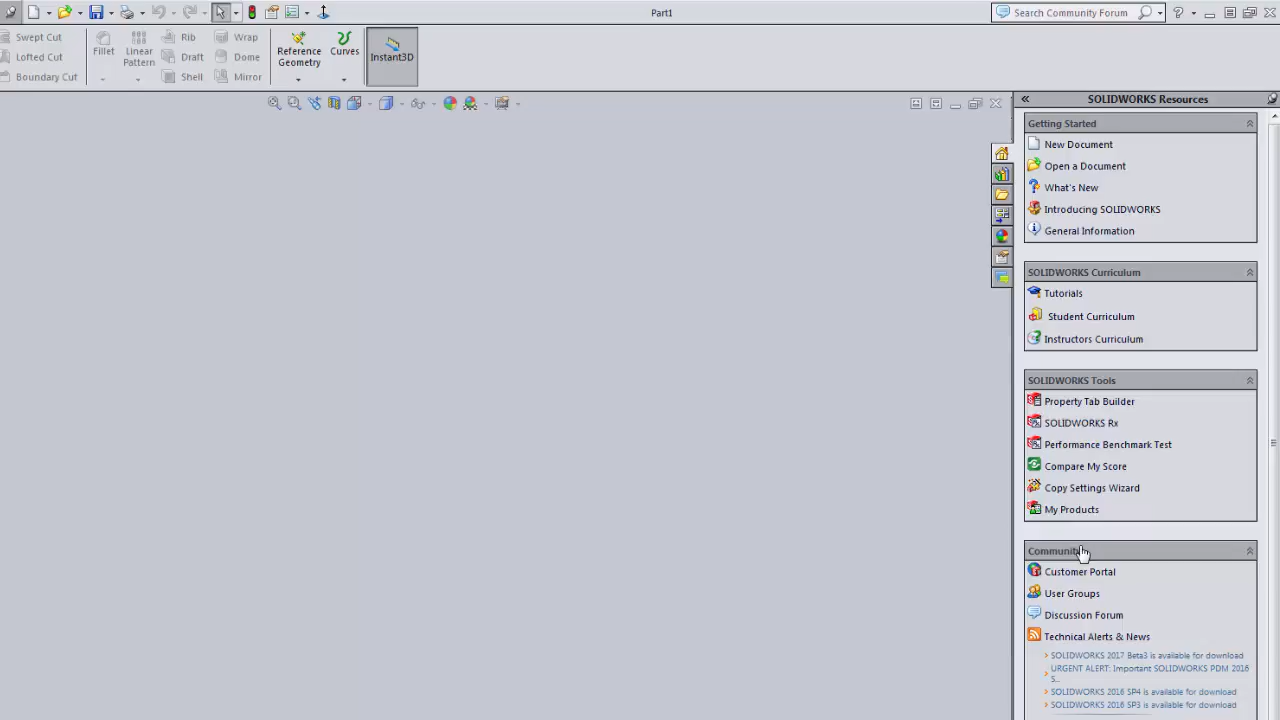 Part1
Search Community Forum
Swept Cut
Lofted Cut
Boundary Cut
Fillet
Linear Pattern
Rib
Draft
Shell
Wrap
Dome
Mirror
Reference Geometry
Curves
Instant3D
SOLIDWORKS Resources
Getting Started
New Document
Open a Document
What's New
Introducing SOLIDWORKS
General Information
SOLIDWORKS Curriculum
Tutorials
Student Curriculum
Instructors Curriculum
SOLIDWORKS Tools
Property Tab Builder
SOLIDWORKS Rx
Performance Benchmark Test
Compare My Score
Copy Settings Wizard
My Products
Community
Customer Portal
User Groups
Discussion Forum
Technical Alerts & News
SOLIDWORKS 2017 Beta3 is available for download
URGENT ALERT: Important SOLIDWORKS PDM 2016
S...
SOLIDWORKS 2016 SP4 is available for download
SOLIDWORKS 2016 SP3 is available for download